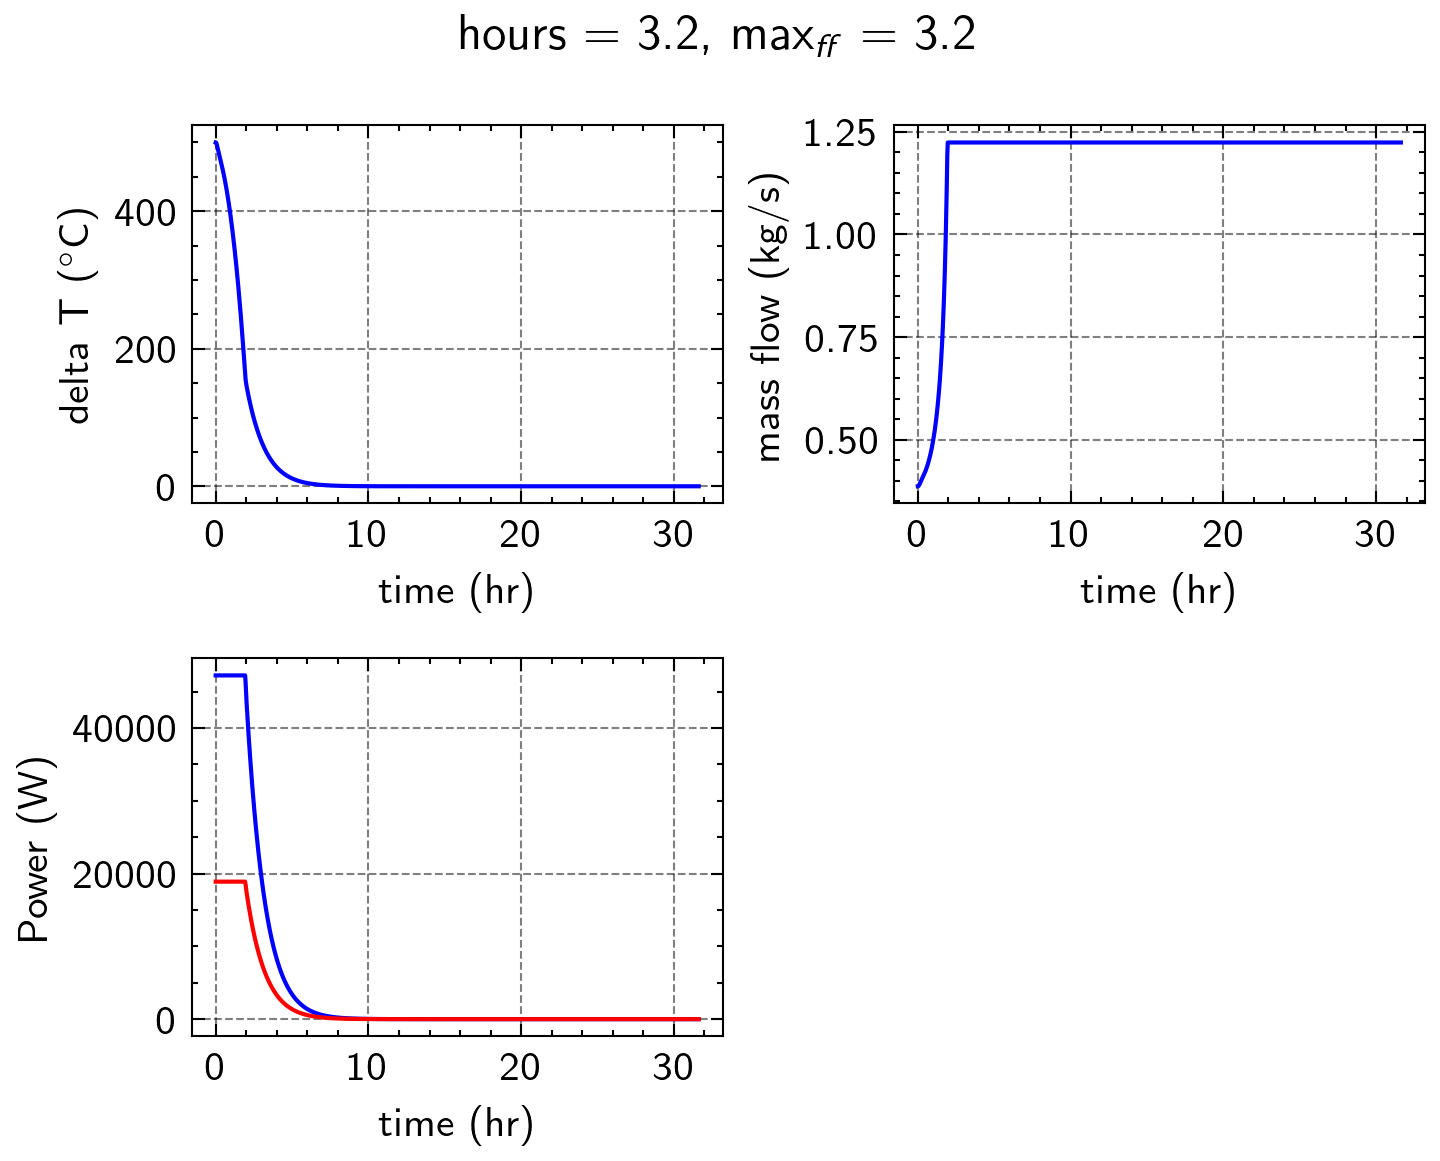 hours = 3.2, max_ff = 3.2
delta T (°C)
400
200
0
0 10 20 30
time (hr)
mass flow (kg/s)
1.25
1.00
0.75
0.50
0 10 20 30
time (hr)
Power (W)
40000
20000
0
0 10 20 30
time (hr)